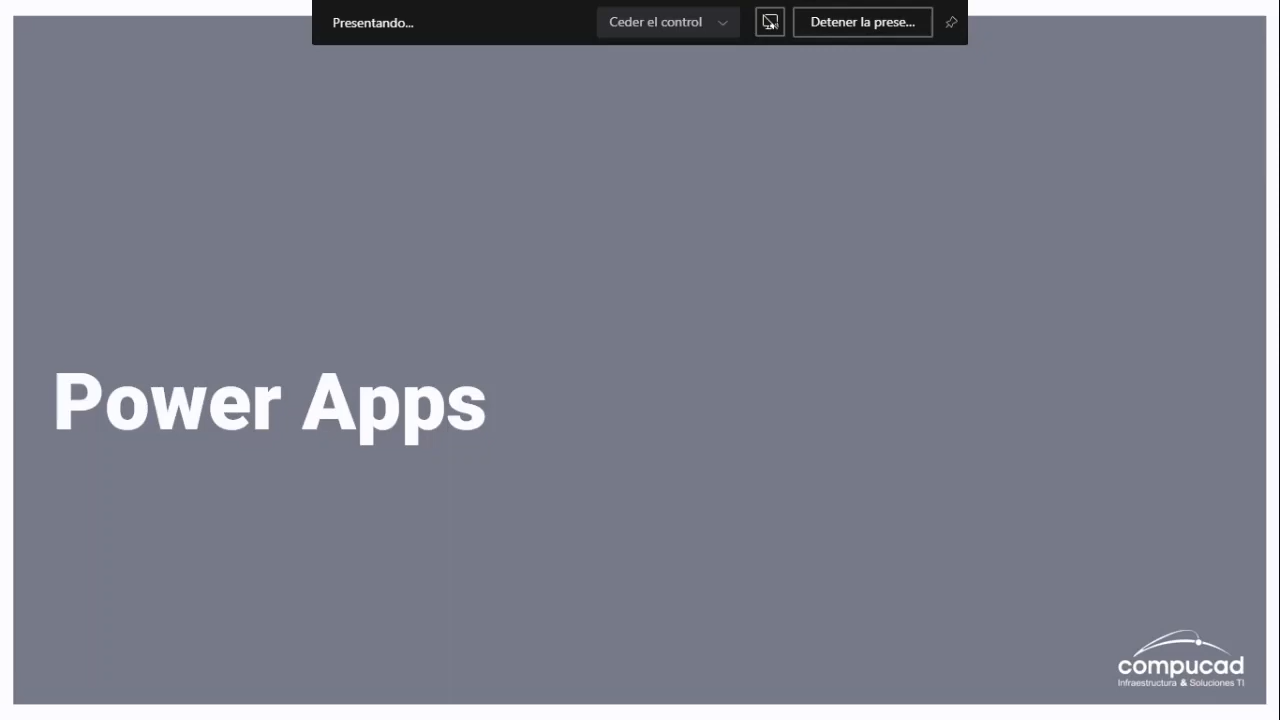 Presentando...
Ceder el control
Detener la prese...
Power Apps
compucad
Infraestructura & Soluciones TI